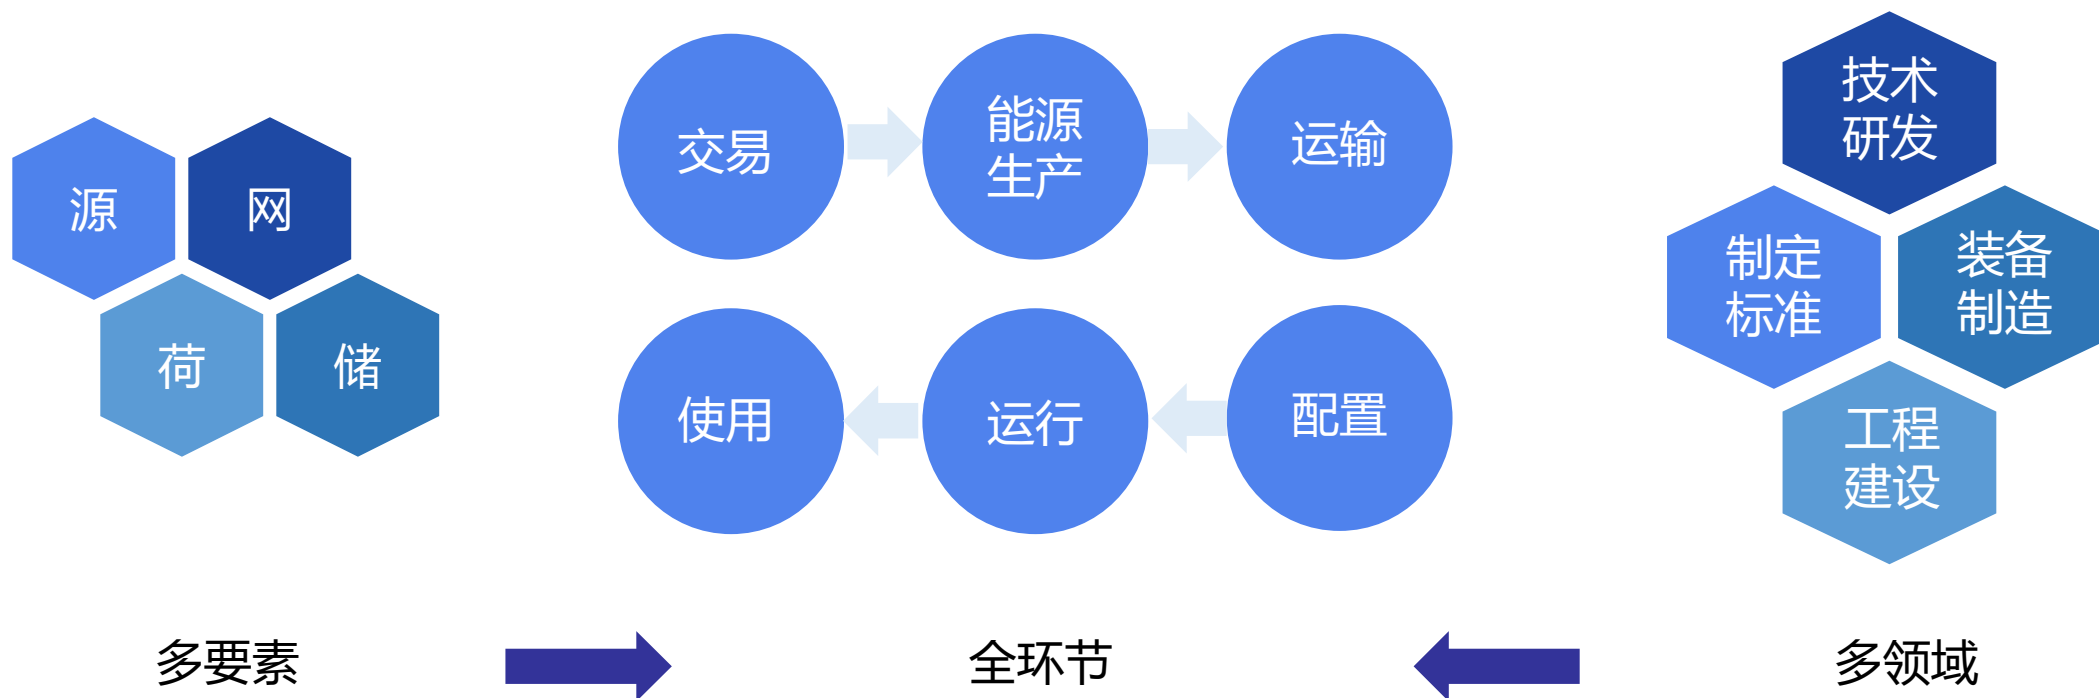 源
网
荷
储
多要素
交易
能源
生产
运输
配置
运行
使用
全环节
技术
研发
制定
标准
装备
制造
工程
建设
多领域